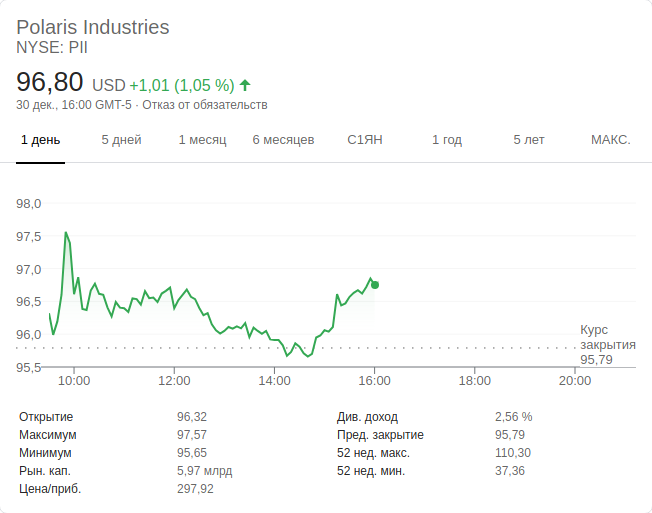 Polaris Industries
NYSE: PII
96,80 USD +1,01 (1,05 %)
30 дек., 16:00 GMT-5 · Отказ от обязательств
1 день 5 дней 1 месяц 6 месяцев С1ЯН 1 год 5 лет МАКС.
98,0
97,5
97,0
96,5
96,0
95,5
Курс
закрытия
95,79
10:00 12:00 14:00 16:00 18:00 20:00
Открытие 96,32 Див. доход 2,56 %
Максимум 97,57 Пред. закрытие 95,79
Минимум 95,65 52 нед. макс. 110,30
Рын. кап. 5,97 млрд 52 нед. мин. 37,36
Цена/приб. 297,92